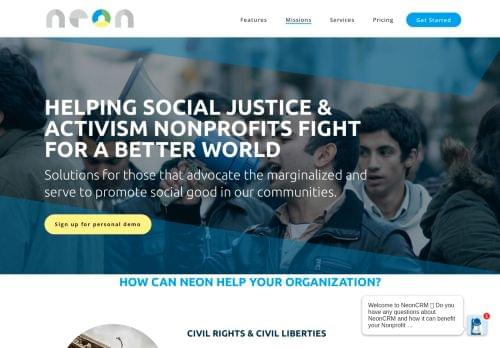 neon
Features Missions Services Pricing Get Started
HELPING SOCIAL JUSTICE &
ACTIVISM NONPROFITS FIGHT
FOR A BETTER WORLD
Solutions for those that advocate the marginalized and
serve to promote social good in our communities.
Sign up for personal demo
HOW CAN NEON HELP YOUR ORGANIZATION?
Welcome to NeonCRM ▯ Do you
have any questions about
NeonCRM and how it can benefit
your Nonprofit ...
1
CIVIL RIGHTS & CIVIL LIBERTIES